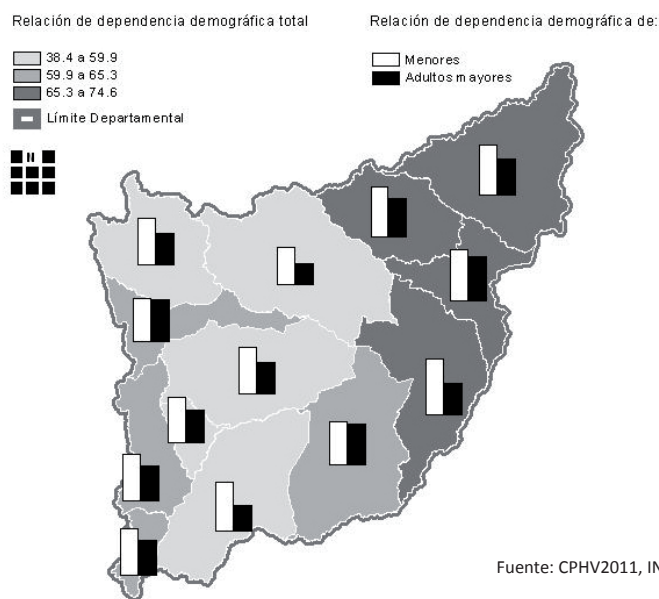 Relación de dependencia demográfica total
38.4 a 59.9
59.9 a 65.3
65.3 a 74.6
Límite Departamental
Relación de dependencia demográfica de:
Menores
Adultos mayores
N
Fuente: CPHV2011, IN